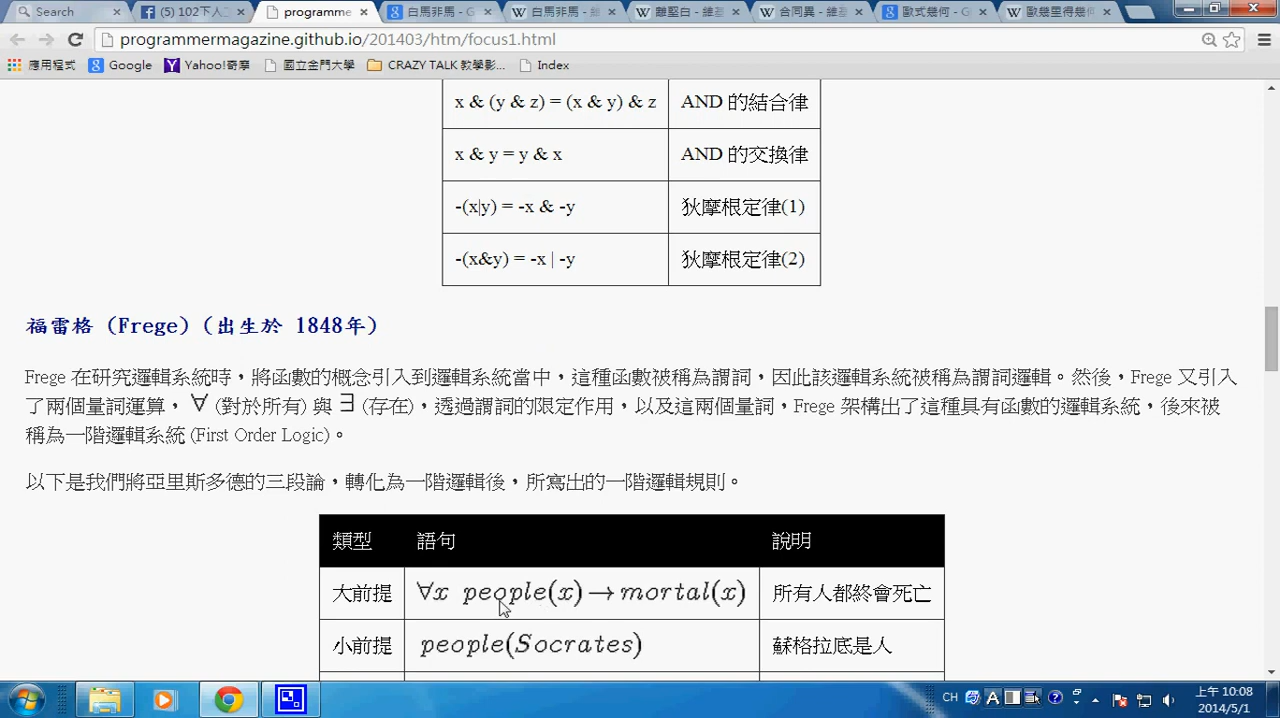 Search
(5) 102下人工
programme
白馬非馬 - G
白馬非馬 - 維
離堅白 - 維基
合同異 - 維基
歐式幾何 - G
歐幾里得幾何
programmermagazine.github.io/201403/htm/focus1.html
應用程式 Google Yahoo!奇摩 國立金門大學 CRAZY TALK 教學影... Index
x & (y & z) = (x & y) & z AND 的結合律
x & y = y & x AND 的交換律
-(x|y) = -x & -y 狄摩根定律(1)
-(x&y) = -x | -y 狄摩根定律(2)
福雷格 (Frege) (出生於 1848年)
Frege 在研究邏輯系統時，將函數的概念引入到邏輯系統當中，這種函數被稱為謂詞，因此該邏輯系統被稱為謂詞邏輯。然後，Frege 又引入
了兩個量詞運算， ∀ (對於所有) 與 ∃ (存在)，透過謂詞的限定作用，以及這兩個量詞，Frege 架構出了這種具有函數的邏輯系統，後來被
稱為一階邏輯系統 (First Order Logic)。
以下是我們將亞里斯多德的三段論，轉化為一階邏輯後，所寫出的一階邏輯規則。
類型 語句 說明
大前提 ∀x people(x)→mortal(x) 所有人都終會死亡
小前提 people(Socrates) 蘇格拉底是人
CH
上午 10:08
2014/5/1